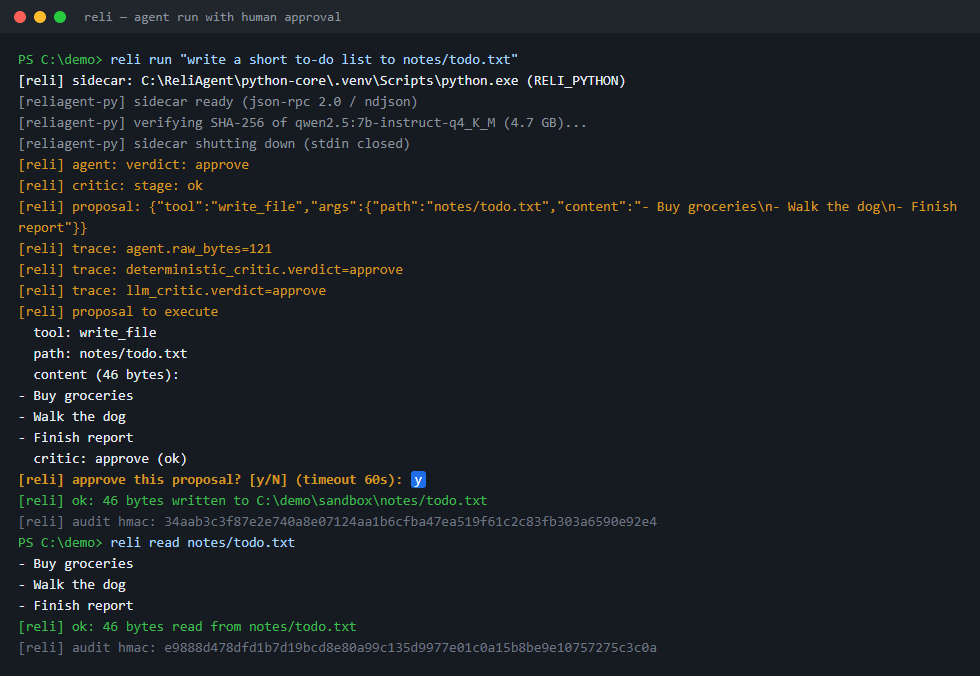 reli — agent run with human approval
PS C:\demo> reli run "write a short to-do list to notes/todo.txt"
[reli] sidecar: C:\ReliAgent\python-core\.venv\Scripts\python.exe (RELI_PYTHON)
[reliagent-py] sidecar ready (json-rpc 2.0 / ndjson)
[reliagent-py] verifying SHA-256 of qwen2.5:7b-instruct-q4_K_M (4.7 GB)...
[reliagent-py] sidecar shutting down (stdin closed)
[reli] agent: verdict: approve
[reli] critic: stage: ok
[reli] proposal: {"tool":"write_file","args":{"path":"notes/todo.txt","content":"- Buy groceries\n- Walk the dog\n- Finish
report"}}
[reli] trace: agent.raw_bytes=121
[reli] trace: deterministic_critic.verdict=approve
[reli] trace: llm_critic.verdict=approve
[reli] proposal to execute
  tool: write_file
  path: notes/todo.txt
  content (46 bytes):
- Buy groceries
- Walk the dog
- Finish report
  critic: approve (ok)
[reli] approve this proposal? [y/N] (timeout 60s): y
[reli] ok: 46 bytes written to C:\demo\sandbox\notes/todo.txt
[reli] audit hmac: 34aab3c3f87e2e740a8e07124aa1b6cfba47ea519f61c2c83fb303a6590e92e4
PS C:\demo> reli read notes/todo.txt
- Buy groceries
- Walk the dog
- Finish report
[reli] ok: 46 bytes read from notes/todo.txt
[reli] audit hmac: e9888d478dfd1b7d19bcd8e80a99c135d9977e01c0a15b8be9e10757275c3c0a